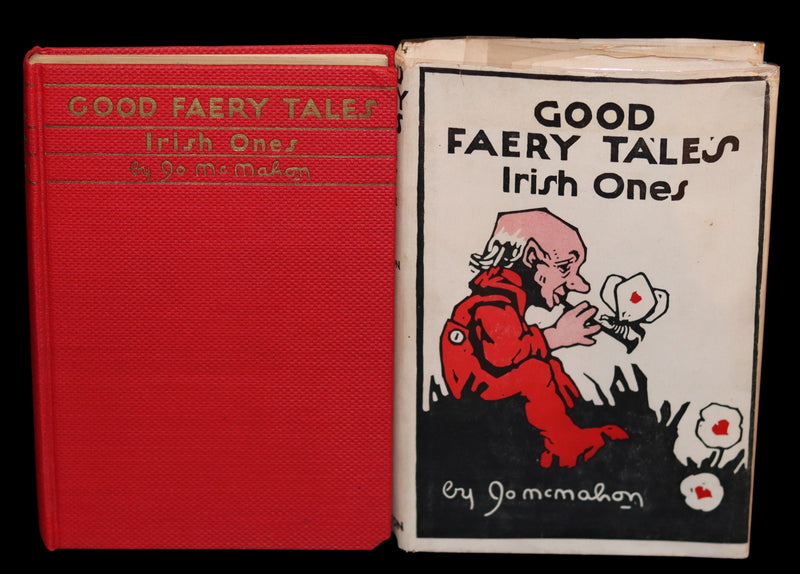 GOOD FAERY TALES
Irish Ones
by Jo McMahon
GOOD
FAERY TALES
Irish Ones
by Jo mcmahon